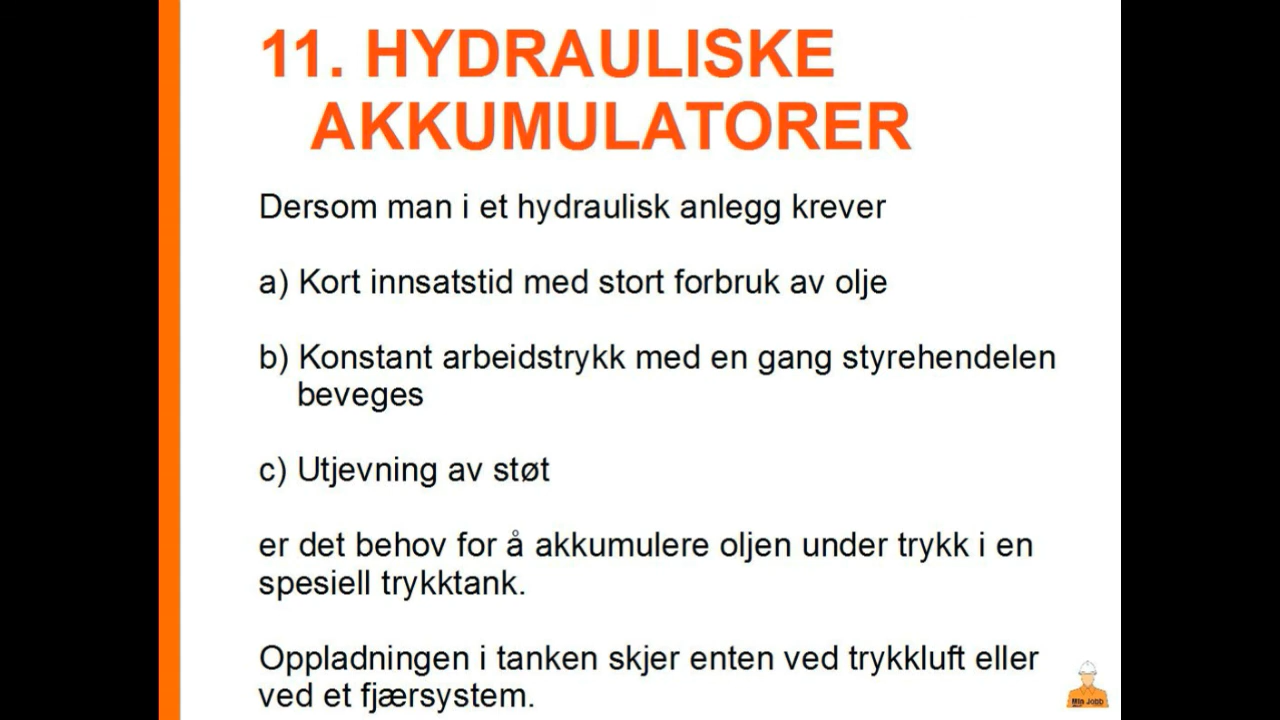 11. HYDRAULISKE
AKKUMULATORER
Dersom man i et hydraulisk anlegg krever
a) Kort innsatstid med stort forbruk av olje
b) Konstant arbeidstrykk med en gang styrehendelen
beveges
c) Utjevning av støt
er det behov for å akkumulere oljen under trykk i en
spesiell trykktank.
Oppladningen i tanken skjer enten ved trykkluft eller
ved et fjærsystem.
Min Jobb